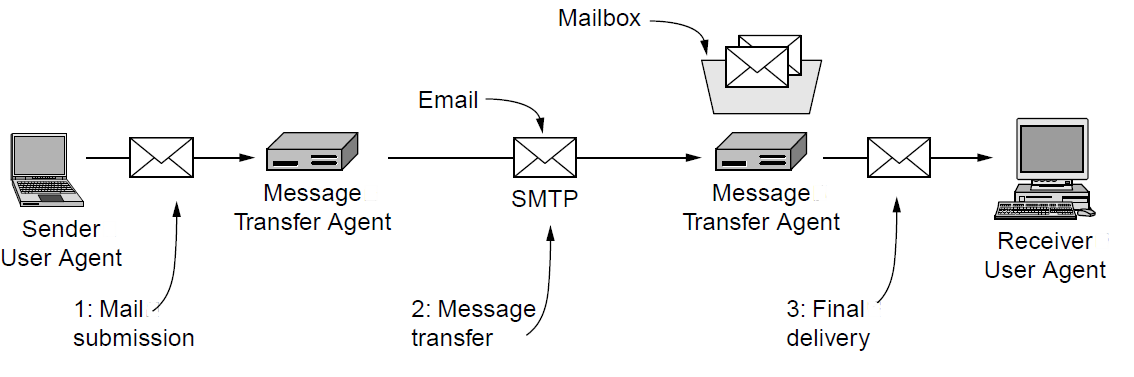 Mailbox
Email
SMTP
Message
Transfer Agent
Message
Transfer Agent
Sender
User Agent
Receiver
User Agent
1: Mail
submission
2: Message
transfer
3: Final
delivery